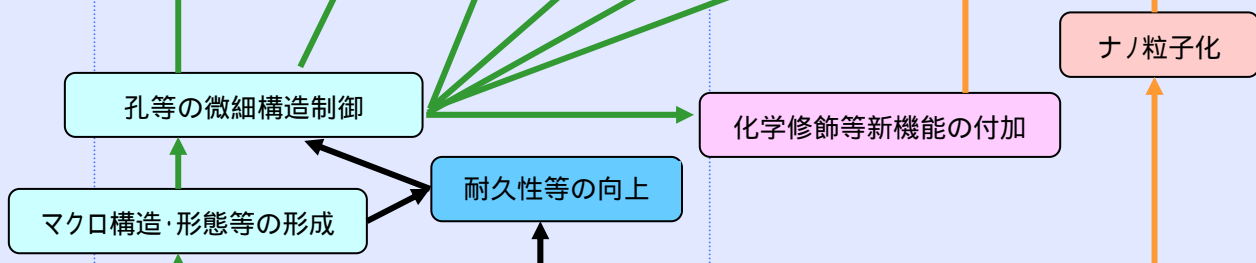 ナノ粒子化
孔等の微細構造制御
化学修飾等新機能の付加
耐久性等の向上
マクロ構造・形態等の形成